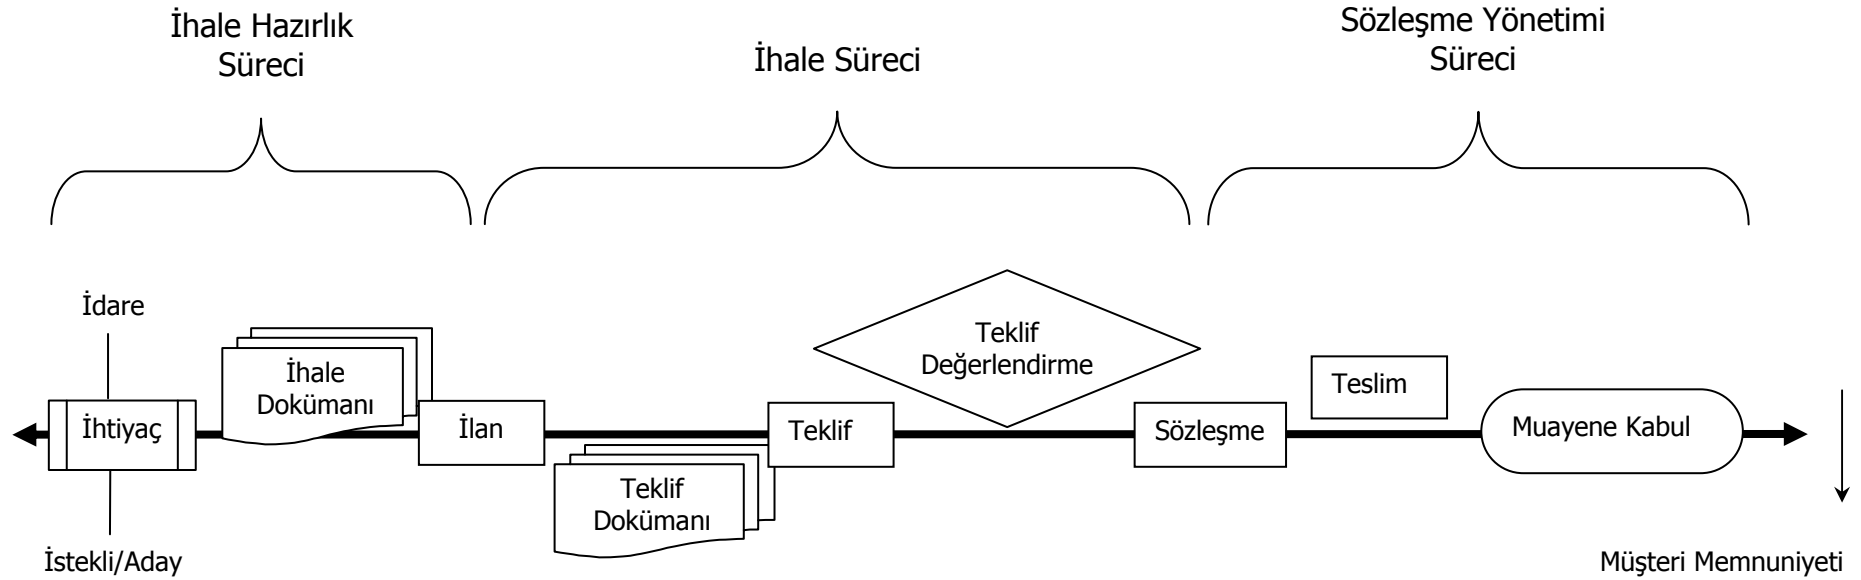 İhale Hazırlık
Süreci
İhale Süreci
Sözleşme Yönetimi
Süreci
İdare
İhtiyaç
İstekli/Aday
İhale
Dokümanı
İlan
Teklif
Dokümanı
Teklif
Teklif
Değerlendirme
Sözleşme
Teslim
Muayene Kabul
Müşteri Memnuniyeti